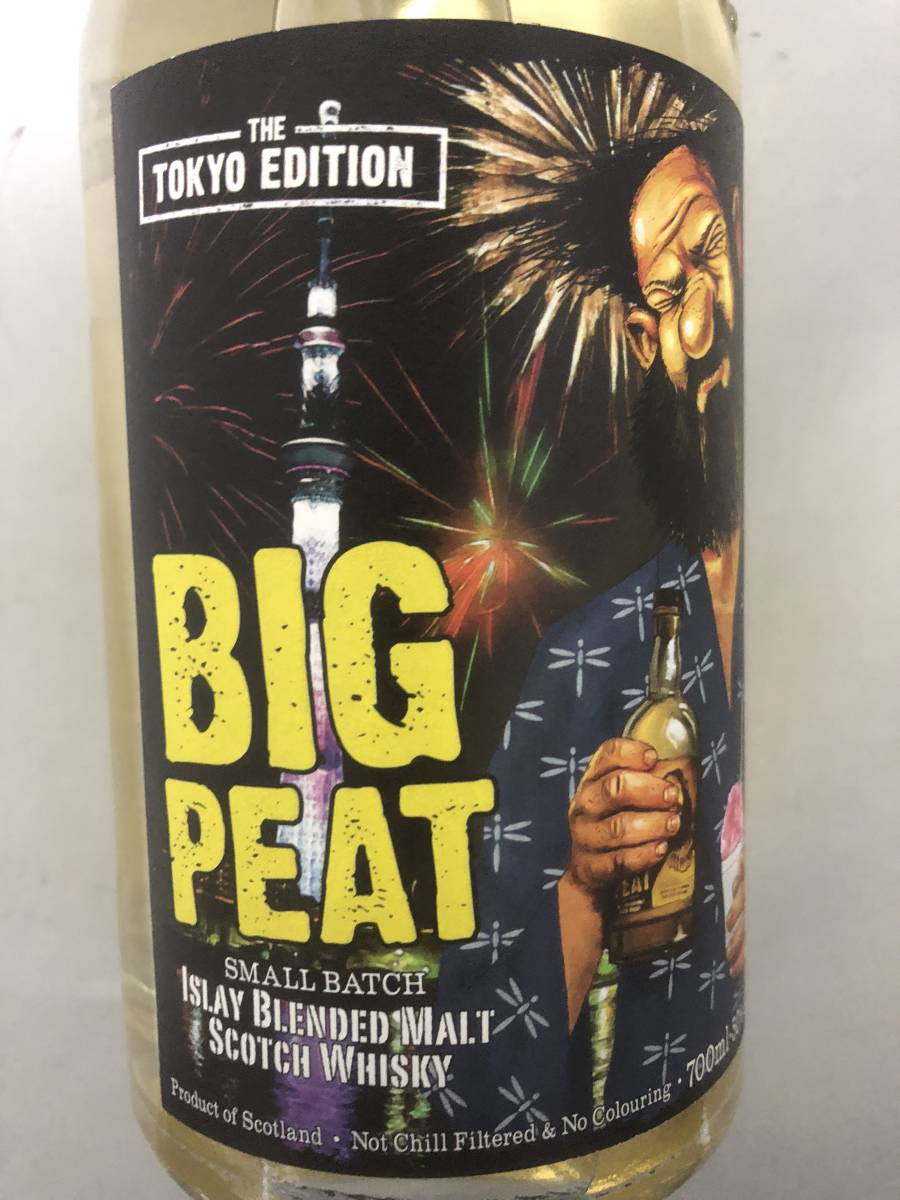 THE
TOKYO EDITION
BIG
PEAT
SMALL BATCH
ISLAY BLENDED MALT
SCOTCH WHISKY
Product of Scotland • Not Chill Filtered & No Colouring • 700ml